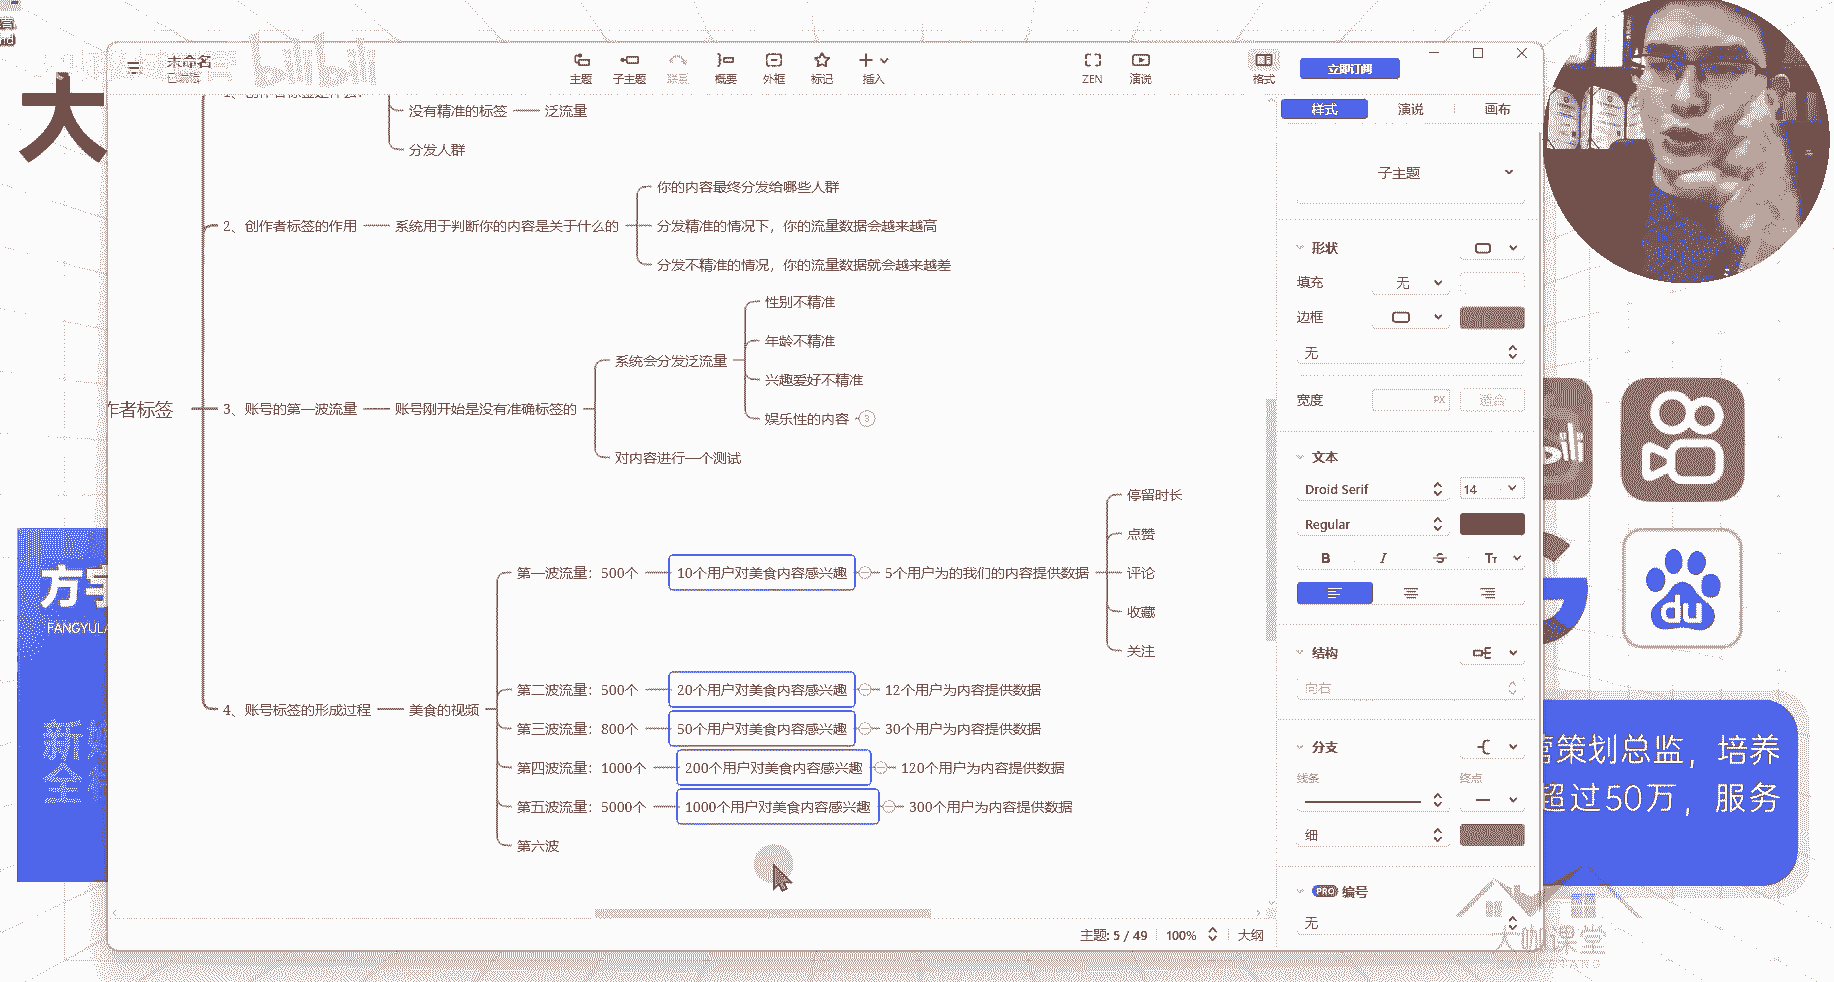 未命名
bilibili
主题
子主题
联系
概要
外框
标记
插入
ZEN
演说
格式
立即订阅
大
没有精准的标签
泛流量
分发人群
你的内容最终分发给哪些人群
2、创作者标签的作用
系统用于判断你的内容是关于什么的
分发精准的情况下，你的流量数据会越来越高
分发不精准的情况，你的流量数据就会越来越差
性别不精准
年龄不精准
系统会分发泛流量
兴趣爱好不精准
作者标签
3、账号的第一波流量
账号刚开始是没有准确标签的
娱乐性的内容
3
对内容进行一个测试
停留时长
点赞
第一波流量：500个
10个用户对美食内容感兴趣
5个用户为的我们的内容提供数据
评论
收藏
关注
第二波流量：500个
20个用户对美食内容感兴趣
12个用户为内容提供数据
4、账号标签的形成过程
美食的视频
第三波流量：800个
50个用户对美食内容感兴趣
30个用户为内容提供数据
第四波流量：1000个
200个用户对美食内容感兴趣
120个用户为内容提供数据
第五波流量：5000个
1000个用户对美食内容感兴趣
300个用户为内容提供数据
第六波
主题: 5 / 49
100%
大纲
样式
演说
画布
子主题
形状
填充
无
边框
无
宽度
PX
适合
文本
Droid Serif
14
Regular
B I S Tт
结构
向右
分支
线条
终点
细
PRO 编号
无
方宇
FANGYULA
新
全
du
营策划总监，培养
超过50万，服务
大咖课堂